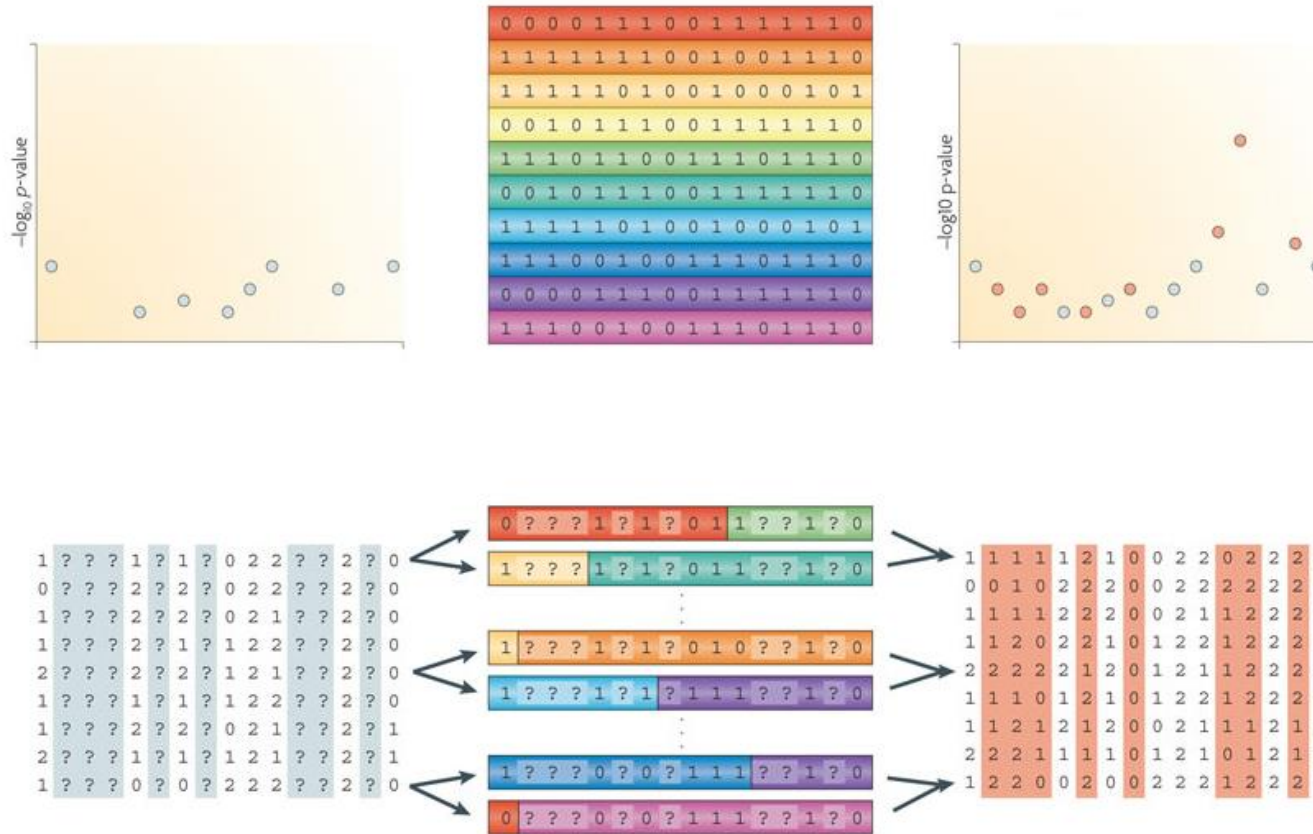 –log₁₀ p-value
0 0 0 0 1 1 1 0 0 1 1 1 1 1 1 0
1 1 1 1 1 1 1 0 0 1 0 0 1 1 1 0
1 1 1 1 1 0 1 0 0 1 0 0 0 1 0 1
0 0 1 0 1 1 1 0 0 1 1 1 1 1 1 0
1 1 1 0 1 1 0 0 1 1 1 0 1 1 1 0
0 0 1 0 1 1 1 0 0 1 1 1 1 1 1 0
1 1 1 1 1 0 1 0 0 1 0 0 0 1 0 1
1 1 1 0 0 1 0 0 1 1 1 0 1 1 1 0
0 0 0 0 1 1 1 0 0 1 1 1 1 1 1 0
1 1 1 0 0 1 0 0 1 1 1 0 1 1 1 0
–log10 p-value
1 ? ? ? 1 ? 1 ? 0 2 2 ? ? 2 ? 0
0 ? ? ? 2 ? 2 ? 0 2 2 ? ? 2 ? 0
1 ? ? ? 2 ? 2 ? 0 2 1 ? ? 2 ? 0
1 ? ? ? 2 ? 1 ? 1 2 2 ? ? 2 ? 0
2 ? ? ? 2 ? 2 ? 1 2 1 ? ? 2 ? 0
1 ? ? ? 1 ? 1 ? 1 2 2 ? ? 2 ? 0
1 ? ? ? 2 ? 2 ? 0 2 1 ? ? 2 ? 1
2 ? ? ? 1 ? 1 ? 1 2 1 ? ? 2 ? 1
1 ? ? ? 0 ? 0 ? 2 2 2 ? ? 2 ? 0
0 ? ? ? 1 ? 1 ? 0 1 1 ? ? 1 ? 0
1 ? ? ? 1 ? 1 ? 0 1 1 ? ? 1 ? 0
1 ? ? ? 1 ? 1 ? 0 1 0 ? ? 1 ? 0
1 ? ? ? 1 ? 1 ? 1 1 1 ? ? 1 ? 0
1 ? ? ? 0 ? 0 ? 1 1 1 ? ? 1 ? 0
0 ? ? ? 0 ? 0 ? 1 1 1 ? ? 1 ? 0
1 1 1 1 1 2 1 0 0 2 2 0 2 2 2
0 0 1 0 2 2 2 0 0 2 2 2 2 2 2
1 1 1 1 2 2 2 0 0 2 1 1 2 2 2
1 1 2 0 2 2 1 0 1 2 2 1 2 2 2
2 2 2 2 2 1 2 0 1 2 1 1 2 2 2
1 1 1 0 1 2 1 0 1 2 2 1 2 2 2
1 1 2 1 2 1 2 0 0 2 1 1 1 2 1
2 2 2 1 1 1 1 0 1 2 1 0 1 2 1
1 2 2 0 0 2 0 0 2 2 2 1 2 2 2